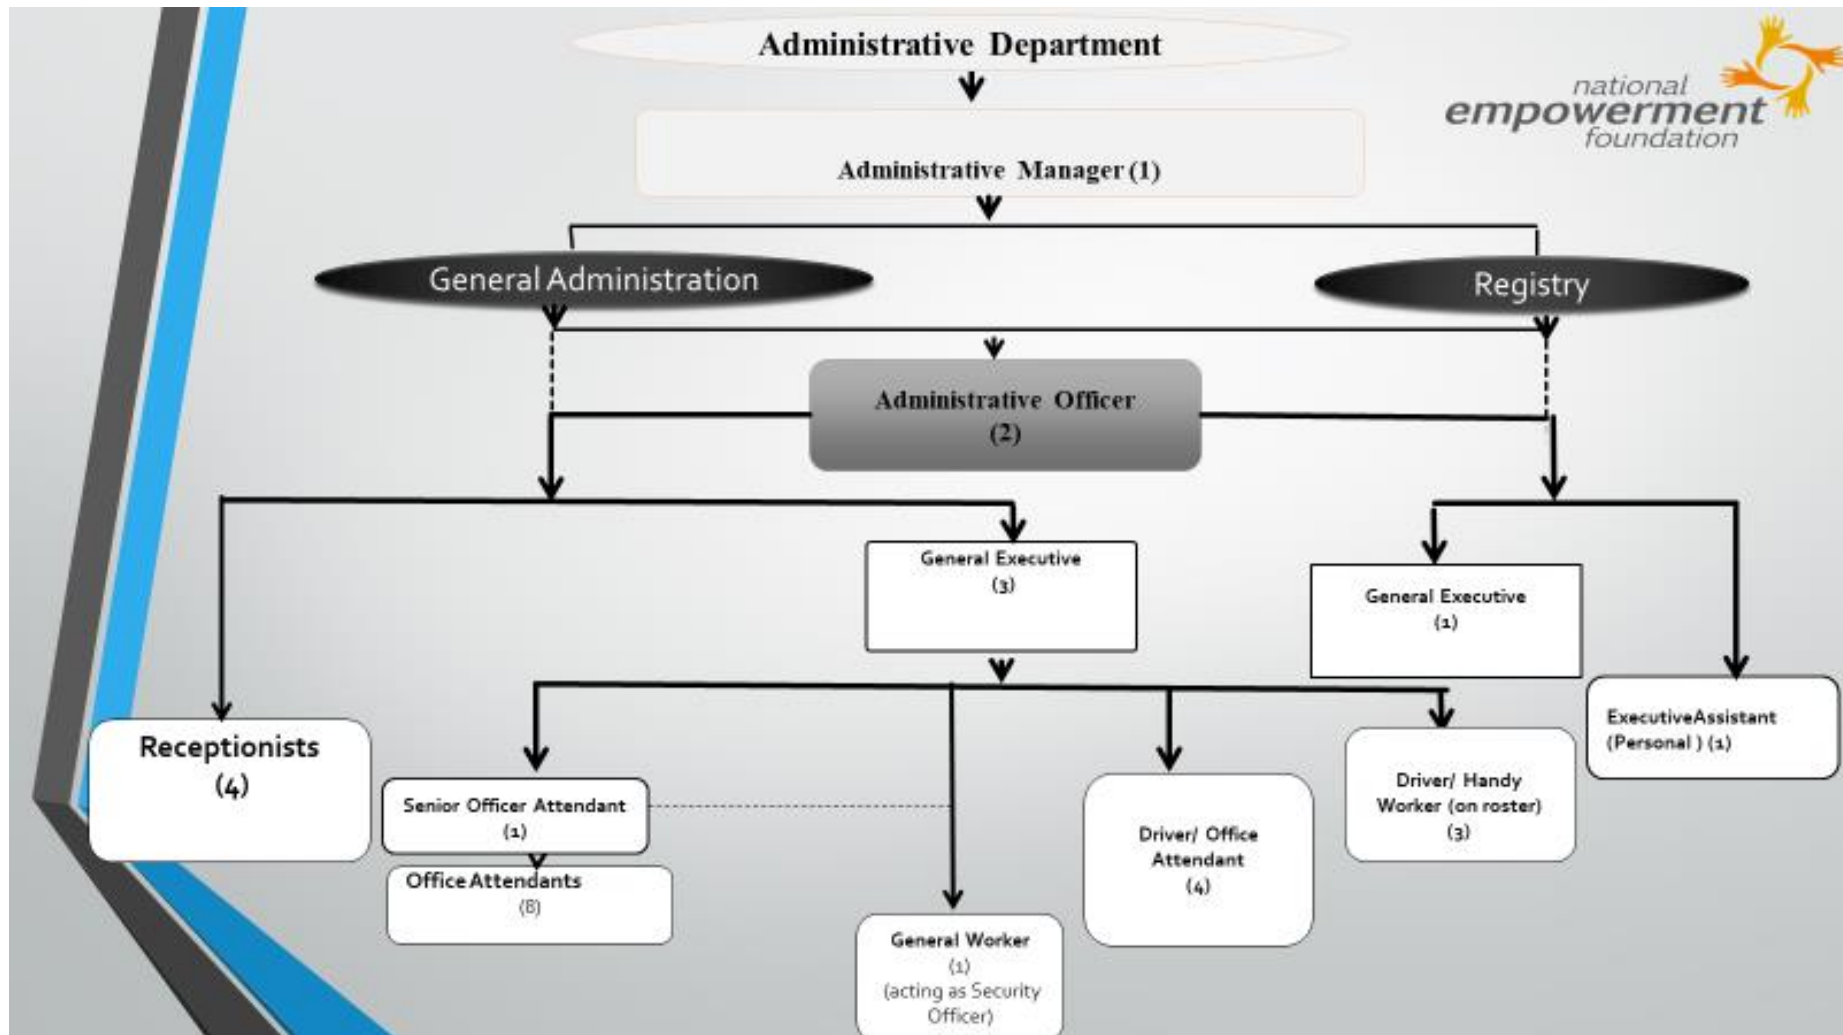 Administrative Department
national
empowerment
foundation
Administrative Manager (1)
General Administration
Registry
Administrative Officer
(2)
General Executive
(3)
General Executive
(1)
Receptionists
(4)
Senior Officer Attendant
(1)
Office Attendants
(8)
General Worker
(1)
(acting as Security
Officer)
Driver/ Office
Attendant
(4)
Driver/ Handy
Worker (on roster)
(3)
ExecutiveAssistant
(Personal ) (1)